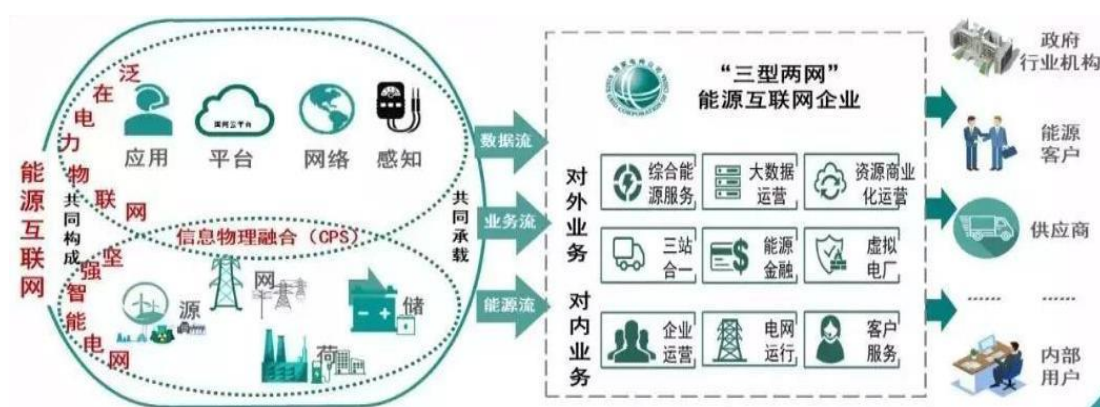 能源互联网
共同构成
泛在电力物联网
国网云平台
应用
平台
网络
感知
信息物理融合（CPS）
坚强智能电网
源
网
荷
储
共同承载
数据流
业务流
能源流
“三型两网”
能源互联网企业
对外业务
综合能
源服务
大数据
运营
资源商业
化运营
三站
合一
能源
金融
虚拟
电厂
对内业务
企业
运营
电网
运行
客户
服务
政府
行业机构
能源
客户
供应商
...... ......
内部
用户